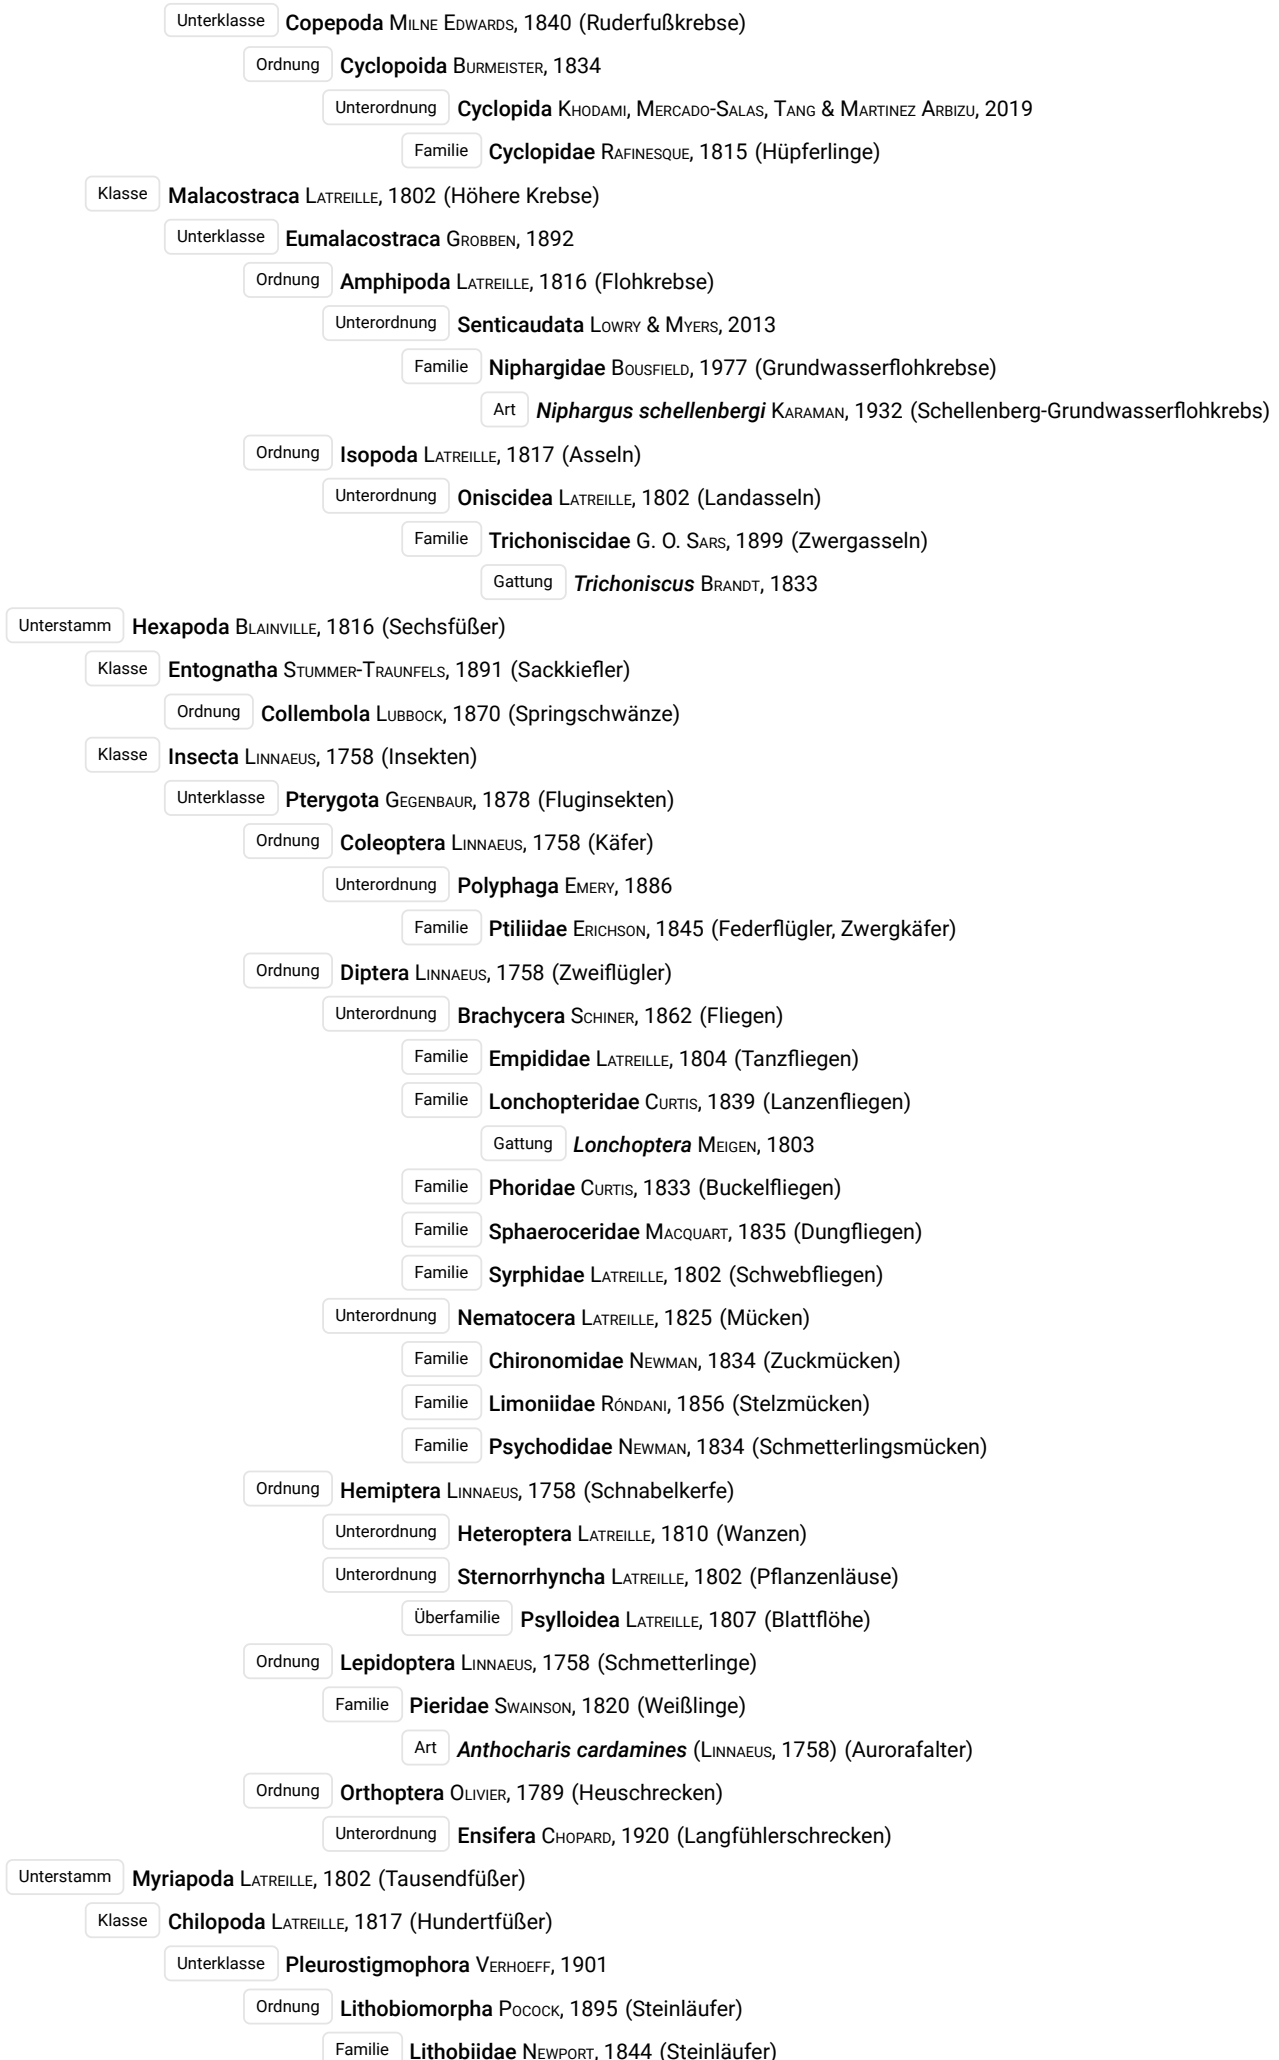 Unterklasse Copepoda Milne Edwards, 1840 (Ruderfußkrebse)
Ordnung Cyclopoida Burmeister, 1834
Unterordnung Cyclopida Khodami, Mercado-Salas, Tang & Martinez Arbizu, 2019
Familie Cyclopidae Rafinesque, 1815 (Hüpferlinge)
Klasse Malacostraca Latreille, 1802 (Höhere Krebse)
Unterklasse Eumalacostraca Grobben, 1892
Ordnung Amphipoda Latreille, 1816 (Flohkrebse)
Unterordnung Senticaudata Lowry & Myers, 2013
Familie Niphargidae Bousfield, 1977 (Grundwasserflohkrebse)
Art Niphargus schellenbergi Karaman, 1932 (Schellenberg-Grundwasserflohkrebs)
Ordnung Isopoda Latreille, 1817 (Asseln)
Unterordnung Oniscidea Latreille, 1802 (Landasseln)
Familie Trichoniscidae G. O. Sars, 1899 (Zwergasseln)
Gattung Trichoniscus Brandt, 1833
Unterstamm Hexapoda Blainville, 1816 (Sechsfüßer)
Klasse Entognatha Stummer-Traunfels, 1891 (Sackkiefler)
Ordnung Collembola Lubbock, 1870 (Springschwänze)
Klasse Insecta Linnaeus, 1758 (Insekten)
Unterklasse Pterygota Gegenbaur, 1878 (Fluginsekten)
Ordnung Coleoptera Linnaeus, 1758 (Käfer)
Unterordnung Polyphaga Emery, 1886
Familie Ptiliidae Erichson, 1845 (Federflügler, Zwergkäfer)
Ordnung Diptera Linnaeus, 1758 (Zweiflügler)
Unterordnung Brachycera Schiner, 1862 (Fliegen)
Familie Empididae Latreille, 1804 (Tanzfliegen)
Familie Lonchopteridae Curtis, 1839 (Lanzenfliegen)
Gattung Lonchoptera Meigen, 1803
Familie Phoridae Curtis, 1833 (Buckelfliegen)
Familie Sphaeroceridae Macquart, 1835 (Dungfliegen)
Familie Syrphidae Latreille, 1802 (Schwebfliegen)
Unterordnung Nematocera Latreille, 1825 (Mücken)
Familie Chironomidae Newman, 1834 (Zuckmücken)
Familie Limoniidae Róndani, 1856 (Stelzmücken)
Familie Psychodidae Newman, 1834 (Schmetterlingsmücken)
Ordnung Hemiptera Linnaeus, 1758 (Schnabelkerfe)
Unterordnung Heteroptera Latreille, 1810 (Wanzen)
Unterordnung Sternorrhyncha Latreille, 1802 (Pflanzenläuse)
Überfamilie Psylloidea Latreille, 1807 (Blattflöhe)
Ordnung Lepidoptera Linnaeus, 1758 (Schmetterlinge)
Familie Pieridae Swainson, 1820 (Weißlinge)
Art Anthocharis cardamines (Linnaeus, 1758) (Aurorafalter)
Ordnung Orthoptera Olivier, 1789 (Heuschrecken)
Unterordnung Ensifera Chopard, 1920 (Langfühlerschrecken)
Unterstamm Myriapoda Latreille, 1802 (Tausendfüßer)
Klasse Chilopoda Latreille, 1817 (Hundertfüßer)
Unterklasse Pleurostigmophora Verhoeff, 1901
Ordnung Lithobiomorpha Pocock, 1895 (Steinläufer)
Familie Lithobiidae Newport, 1844 (Steinläufer)